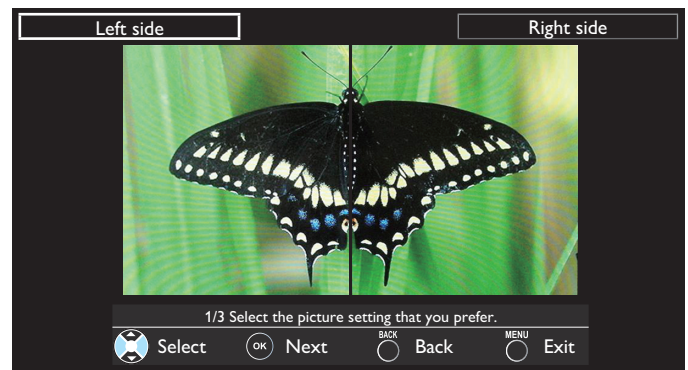 Left side Right side
1/3 Select the picture setting that you prefer.
Select OK Next BACK Back MENU Exit